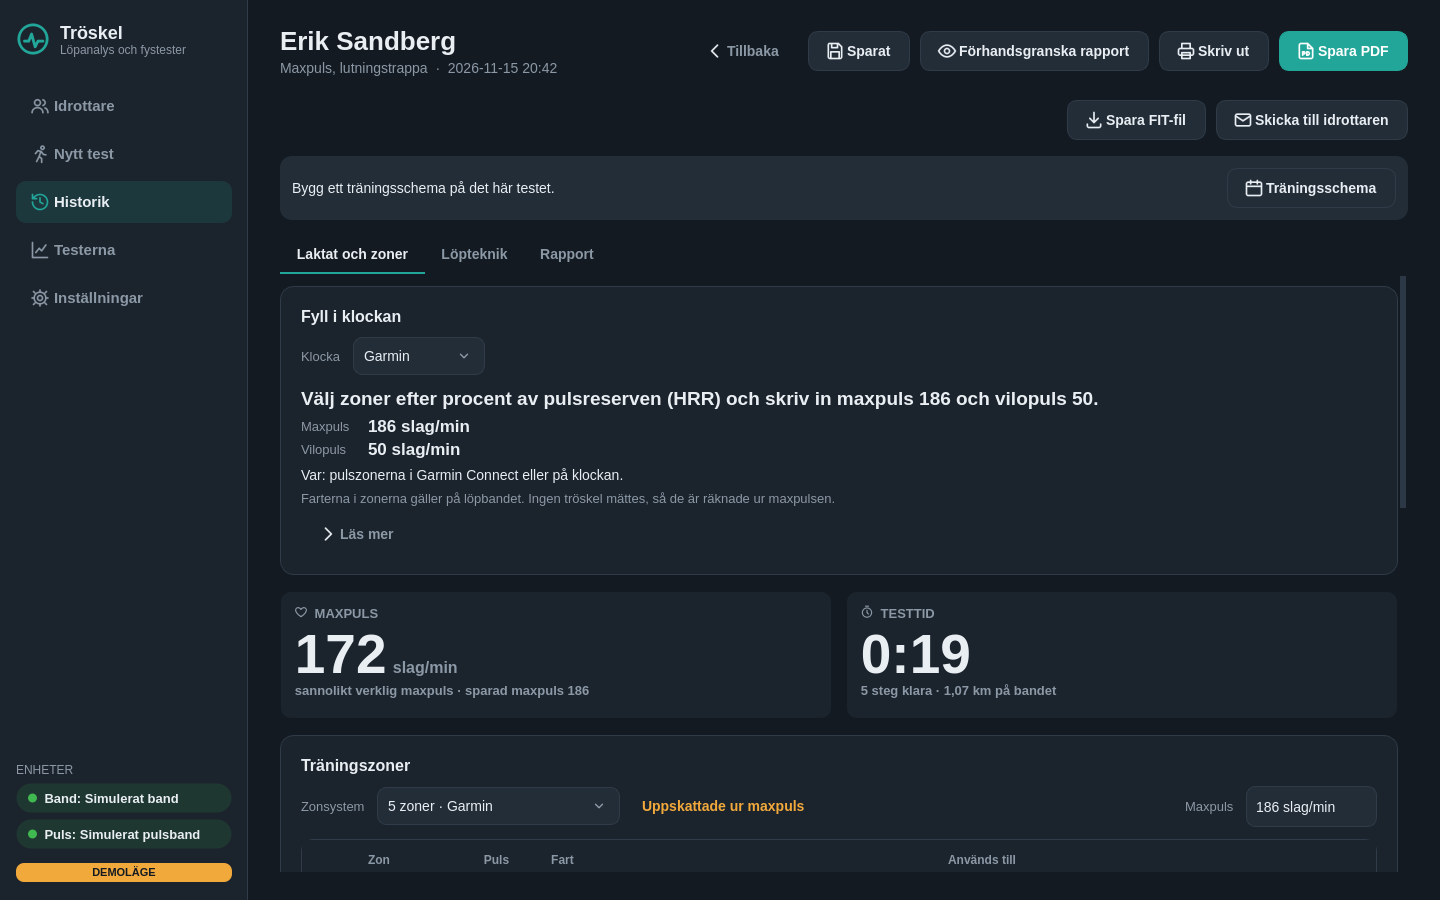 Tröskel
Löpanalys och fystester
Idrottare
Nytt test
Historik
Testerna
Inställningar
ENHETER
Band: Simulerat band
Puls: Simulerat pulsband
DEMOLÄGE
Erik Sandberg
Maxpuls, lutningstrappa · 2026-11-15 20:42
Tillbaka
Sparat
Förhandsgranska rapport
Skriv ut
Spara PDF
Spara FIT-fil
Skicka till idrottaren
Bygg ett träningsschema på det här testet.
Träningsschema
Laktat och zoner
Löpteknik
Rapport
Fyll i klockan
Klocka
Garmin
Välj zoner efter procent av pulsreserven (HRR) och skriv in maxpuls 186 och vilopuls 50.
Maxpuls 186 slag/min
Vilopuls 50 slag/min
Var: pulszonerna i Garmin Connect eller på klockan.
Farterna i zonerna gäller på löpbandet. Ingen tröskel mättes, så de är räknade ur maxpulsen.
Läs mer
MAXPULS
172 slag/min
sannolikt verklig maxpuls · sparad maxpuls 186
TESTTID
0:19
5 steg klara · 1,07 km på bandet
Träningszoner
Zonsystem
5 zoner · Garmin
Uppskattade ur maxpuls
Maxpuls
186 slag/min
Zon Puls Fart Används till